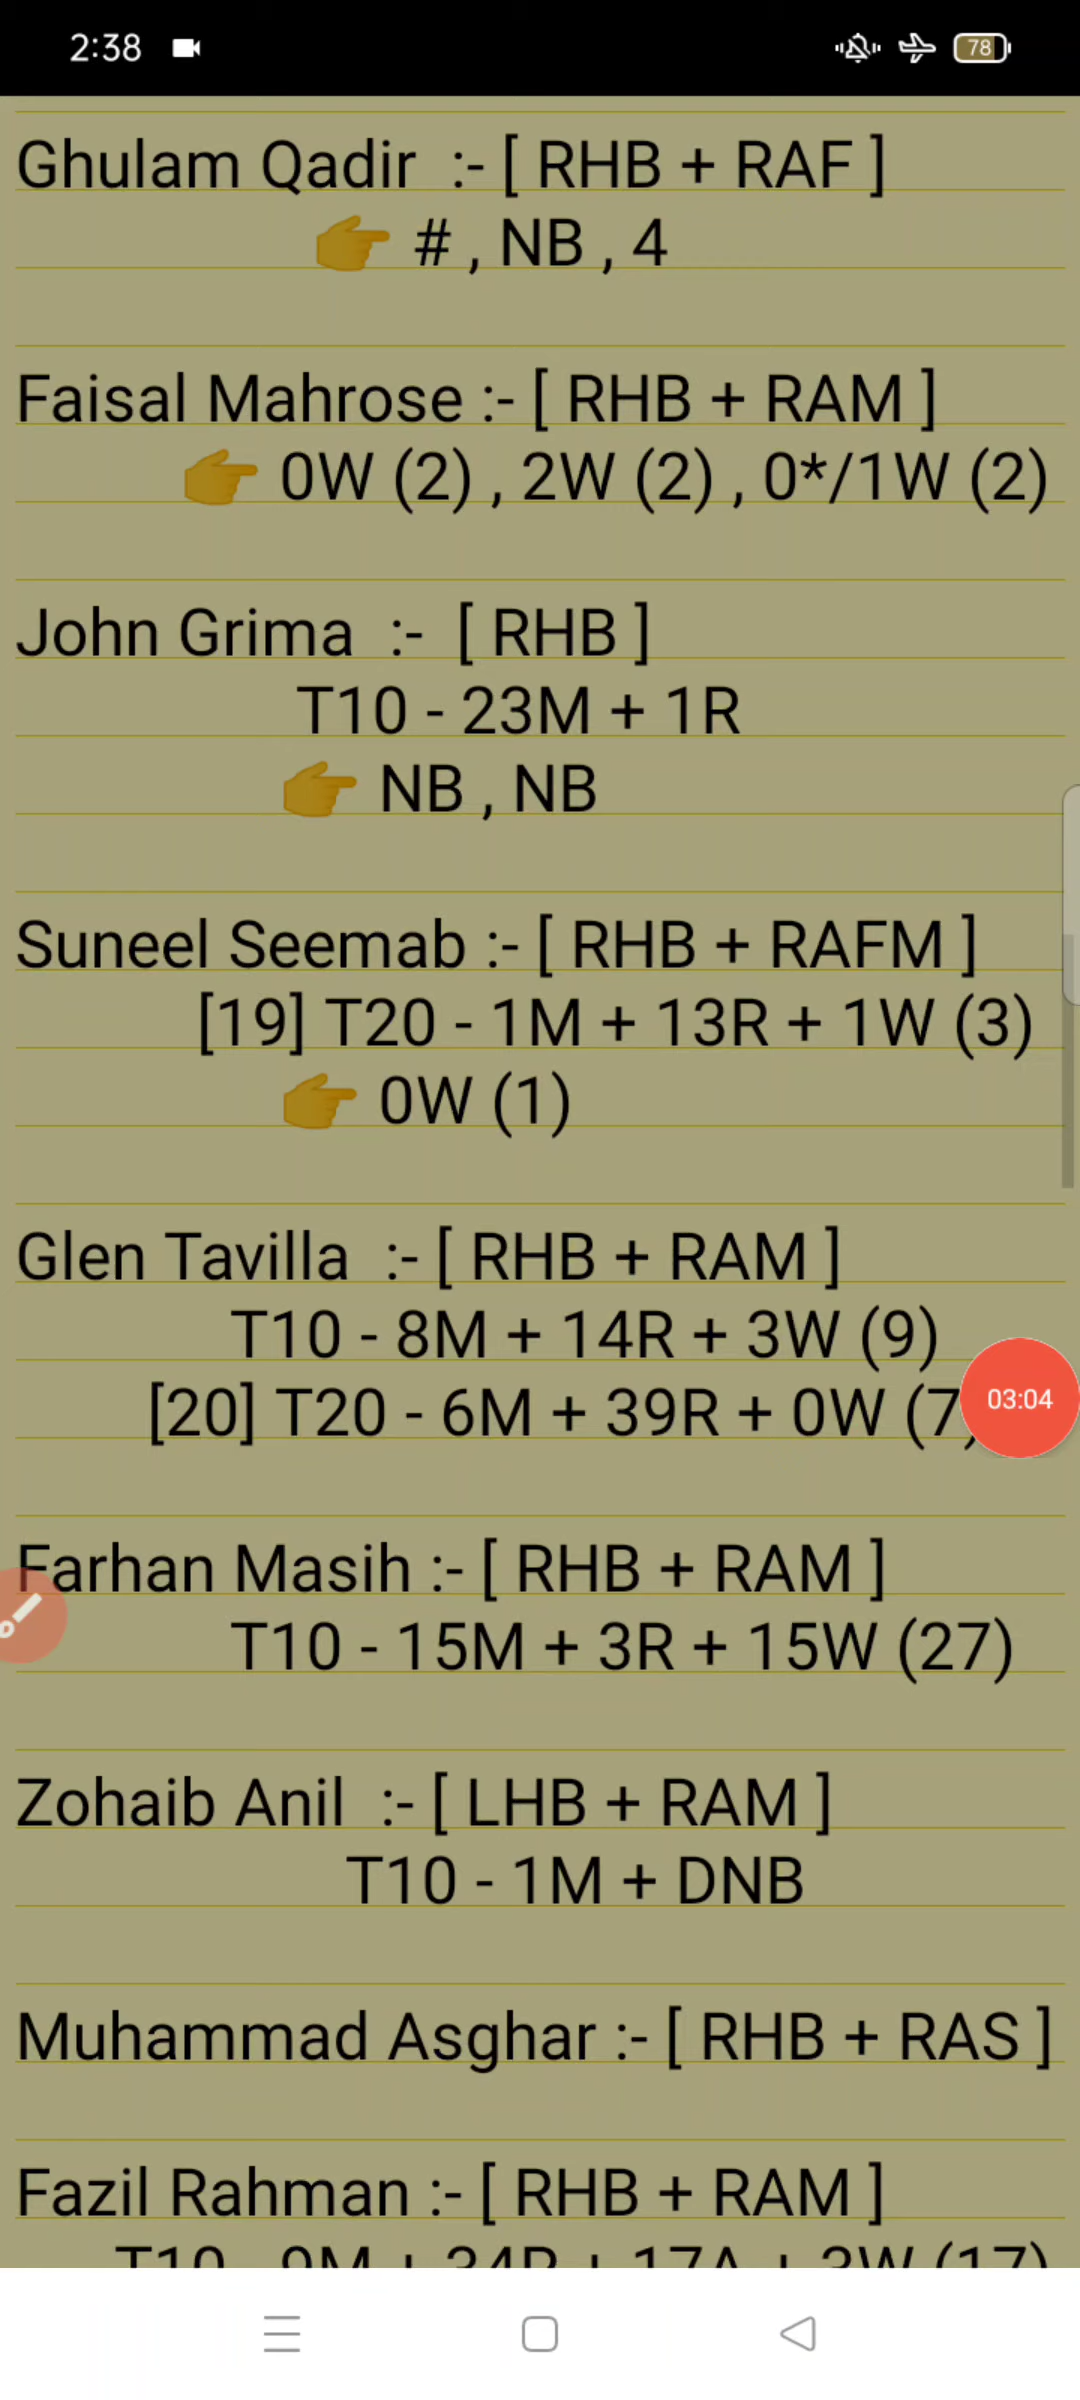 2:38
78
Ghulam Qadir :- [ RHB + RAF ]
👉 # , NB , 4
Faisal Mahrose :- [ RHB + RAM ]
👉 0W (2) , 2W (2) , 0*/1W (2)
John Grima :- [ RHB ]
T10 - 23M + 1R
👉 NB , NB
Suneel Seemab :- [ RHB + RAFM ]
[19] T20 - 1M + 13R + 1W (3)
👉 0W (1)
Glen Tavilla :- [ RHB + RAM ]
T10 - 8M + 14R + 3W (9)
[20] T20 - 6M + 39R + 0W (7)
03:04
Farhan Masih :- [ RHB + RAM ]
T10 - 15M + 3R + 15W (27)
Zohaib Anil :- [ LHB + RAM ]
T10 - 1M + DNB
Muhammad Asghar :- [ RHB + RAS ]
Fazil Rahman :- [ RHB + RAM ]
T10